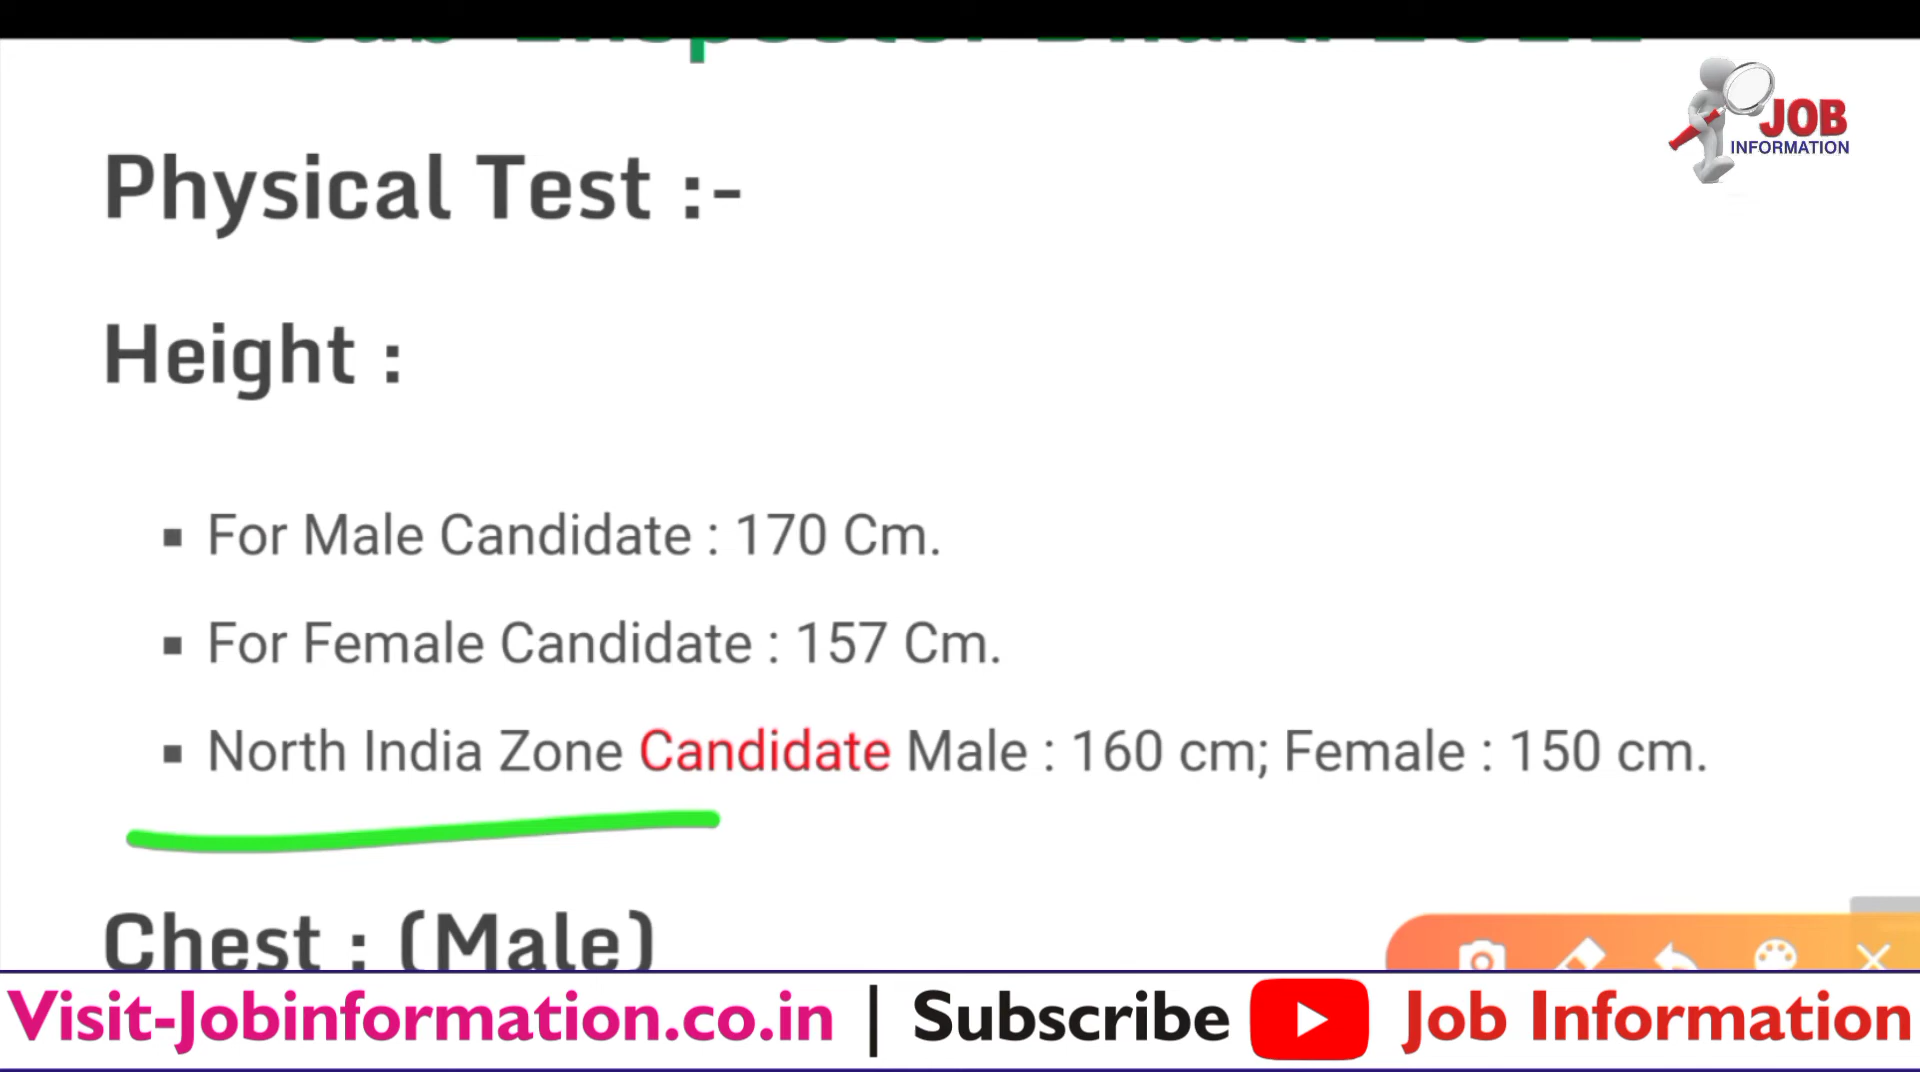 JOB
INFORMATION
Physical Test :-
Height :
▪ For Male Candidate : 170 Cm.
▪ For Female Candidate : 157 Cm.
▪ North India Zone Candidate Male : 160 cm; Female : 150 cm.
Chest : (Male)
Visit-Jobinformation.co.in | Subscribe Job Information